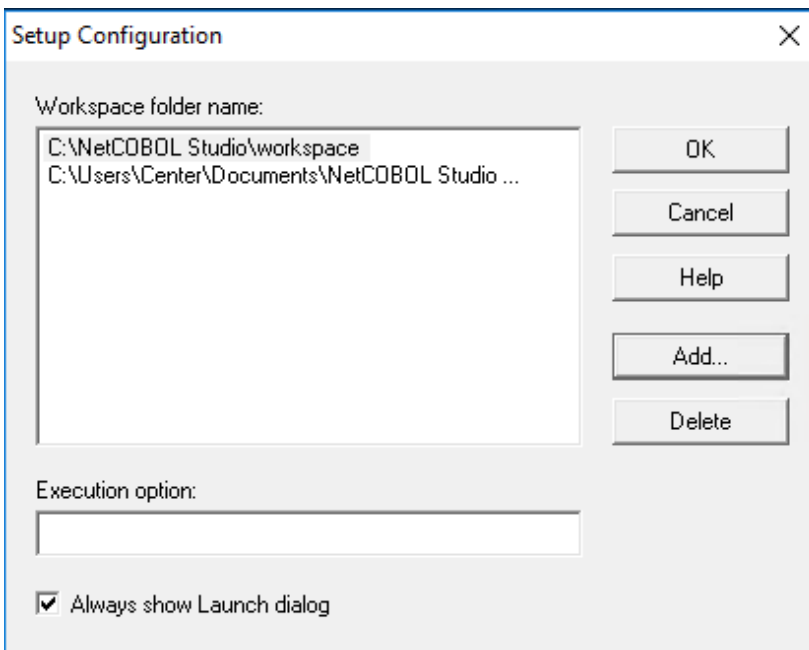 Setup Configuration
Workspace folder name:
C:\NetCOBOL Studio\workspace
C:\Users\Center\Documents\NetCOBOL Studio ...
OK
Cancel
Help
Add...
Delete
Execution option:
Always show Launch dialog